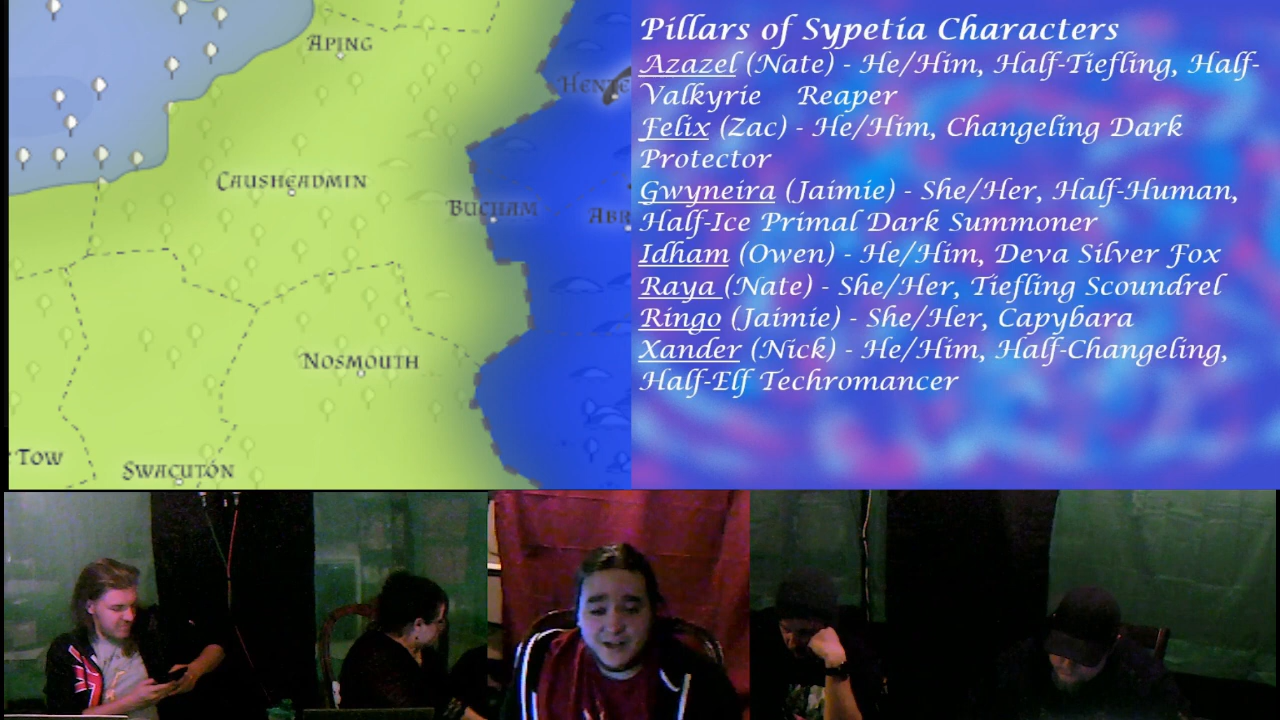 APING
HENTE
CAUSHEADMIN
BUCHAM
ABR
NOSMOUTH
TOW
SWACUTON
Pillars of Sypetia Characters
Azazel (Nate) - He/Him, Half-Tiefling, Half-
Valkyrie Reaper
Felix (Zac) - He/Him, Changeling Dark
Protector
Gwyneira (Jaimie) - She/Her, Half-Human,
Half-Ice Primal Dark Summoner
Idham (Owen) - He/Him, Deva Silver Fox
Raya (Nate) - She/Her, Tiefling Scoundrel
Ringo (Jaimie) - She/Her, Capybara
Xander (Nick) - He/Him, Half-Changeling,
Half-Elf Techromancer